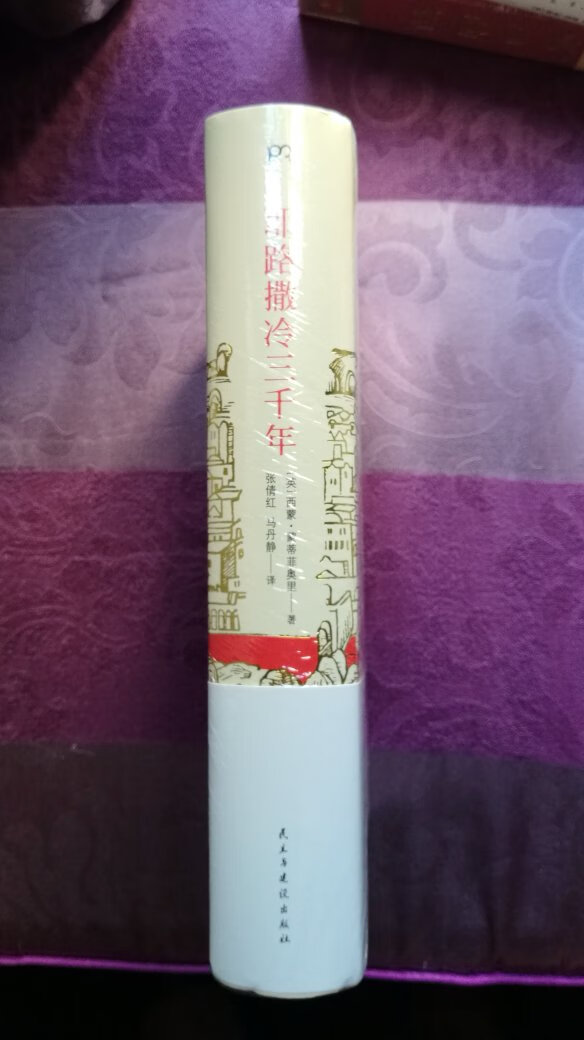 耶路撒冷三千年
[英]西蒙·蒙蒂菲奥里——著
张倩红 马丹静——译
民主与建设出版社